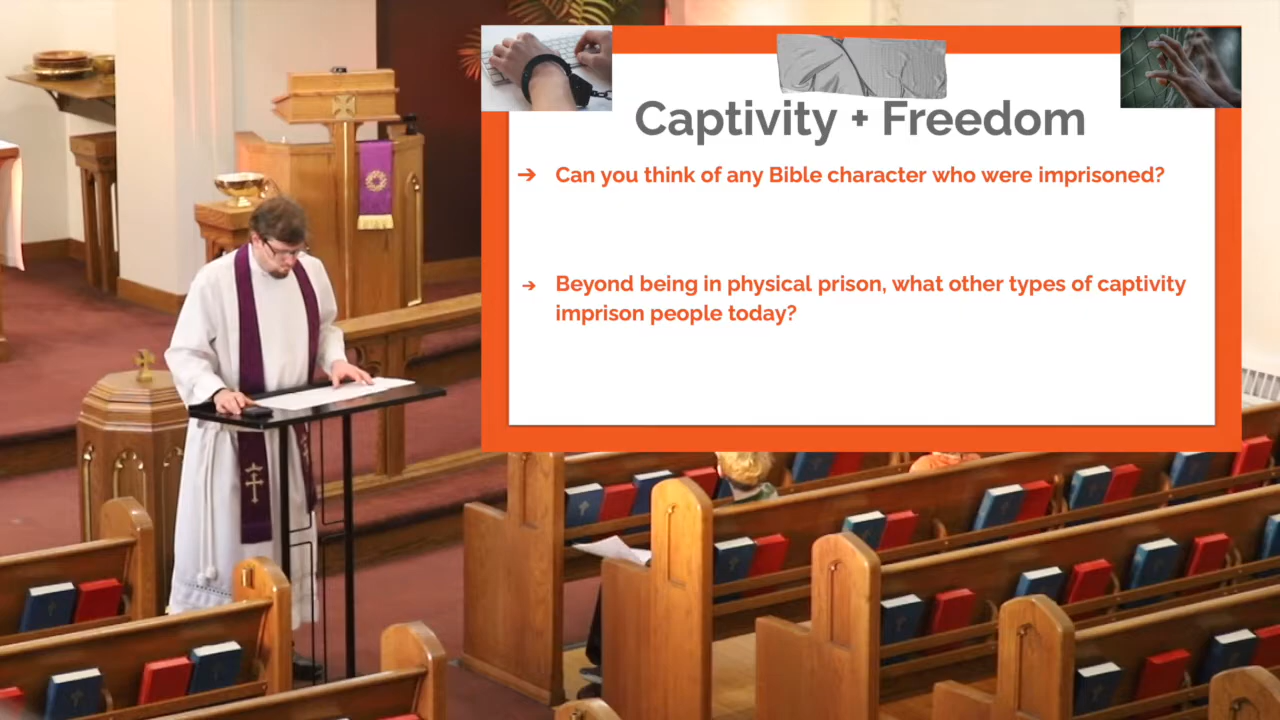 Captivity + Freedom
➔ Can you think of any Bible character who were imprisoned?
➔ Beyond being in physical prison, what other types of captivity
imprison people today?